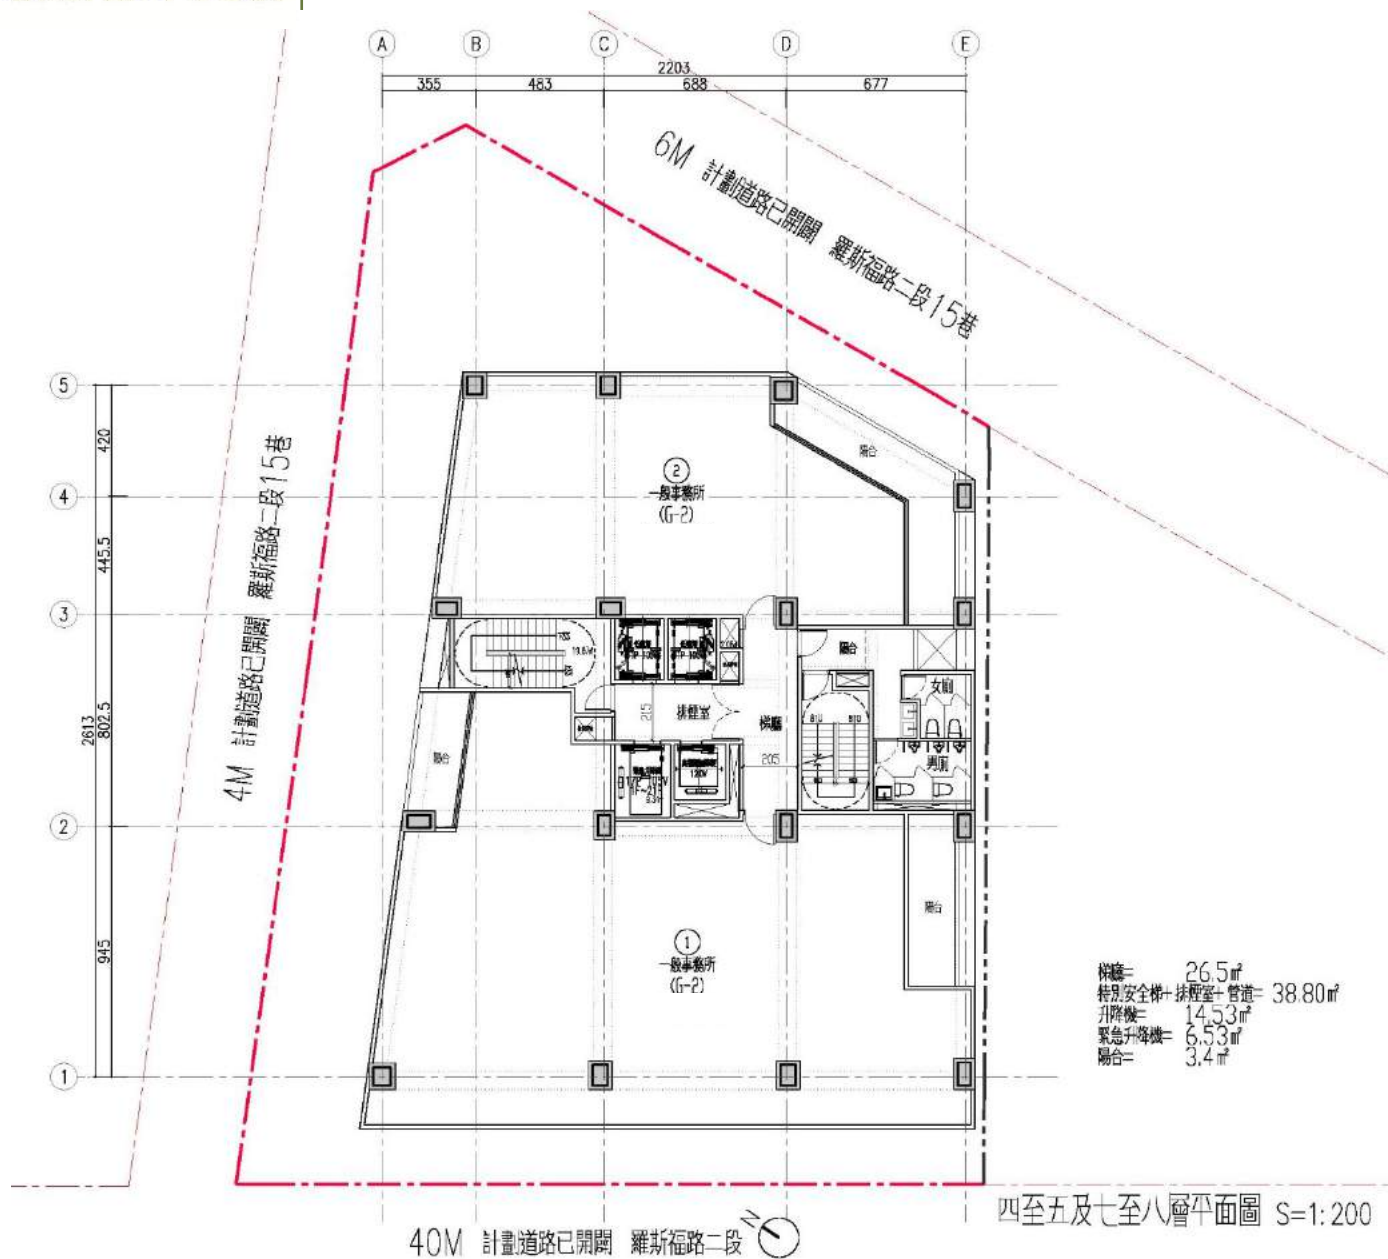 A B C D E
2203
355 483 688 677
6M 計劃道路已開闢 羅斯福路二段15巷
5
4
3
2
1
420
445.5
802.5
945
2613
4M 計劃道路已開闢 羅斯福路二段15巷
陽台
2
一般事務所
(G-2)
陽台
女廁
排煙室
梯廳
215
205
男廁
陽台
810 810
陽台
1
一般事務所
(G-2)
梯廳= 26.5㎡
特別安全梯+排煙室+管道= 38.80㎡
升降機= 14.53㎡
緊急升降機= 6.53㎡
陽台= 3.4㎡
四至五及七至八層平面圖 S=1:200
40M 計劃道路已開闢 羅斯福路二段
N